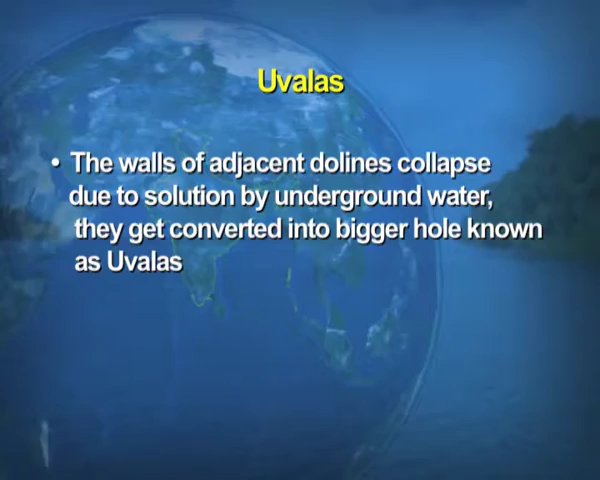 Uvalas
• The walls of adjacent dolines collapse
due to solution by underground water,
they get converted into bigger hole known
as Uvalas